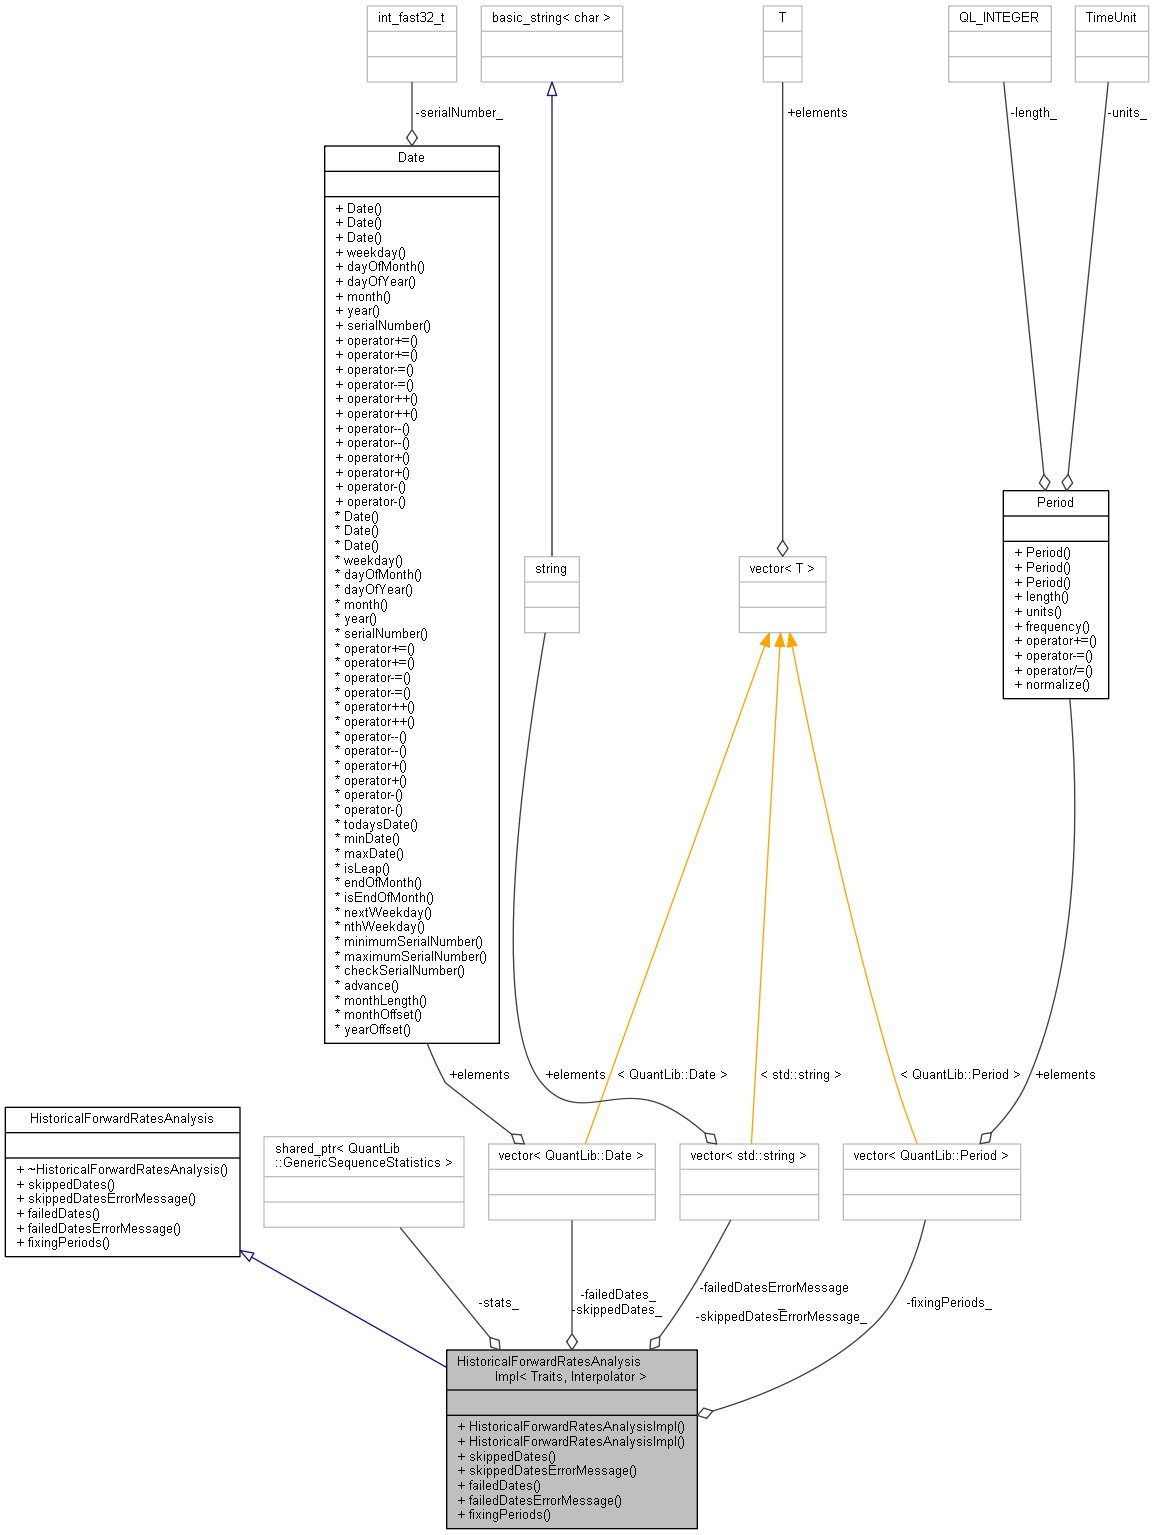 int_fast32_t
basic_string< char >
T
QL_INTEGER
TimeUnit
-serialNumber_
+elements
-length_
-units_
Date
+ Date()
+ Date()
+ Date()
+ weekday()
+ dayOfMonth()
+ dayOfYear()
+ month()
+ year()
+ serialNumber()
+ operator+=()
+ operator+=()
+ operator-=()
+ operator-=()
+ operator++()
+ operator++()
+ operator--()
+ operator--()
+ operator+()
+ operator+()
+ operator-()
+ operator-()
* Date()
* Date()
* Date()
* weekday()
* dayOfMonth()
* dayOfYear()
* month()
* year()
* serialNumber()
* operator+=()
* operator+=()
* operator-=()
* operator-=()
* operator++()
* operator++()
* operator--()
* operator--()
* operator+()
* operator+()
* operator-()
* operator-()
* todaysDate()
* minDate()
* maxDate()
* isLeap()
* endOfMonth()
* isEndOfMonth()
* nextWeekday()
* nthWeekday()
* minimumSerialNumber()
* maximumSerialNumber()
* checkSerialNumber()
* advance()
* monthLength()
* monthOffset()
* yearOffset()
string
vector< T >
Period
+ Period()
+ Period()
+ Period()
+ length()
+ units()
+ frequency()
+ operator+=()
+ operator-=()
+ operator/=()
+ normalize()
+elements
+elements
< QuantLib::Date >
< std::string >
< QuantLib::Period >
+elements
HistoricalForwardRatesAnalysis
+ ~HistoricalForwardRatesAnalysis()
+ skippedDates()
+ skippedDatesErrorMessage()
+ failedDates()
+ failedDatesErrorMessage()
+ fixingPeriods()
shared_ptr< QuantLib
::GenericSequenceStatistics >
vector< QuantLib::Date >
vector< std::string >
vector< QuantLib::Period >
-stats_
-failedDates_
-skippedDates_
-failedDatesErrorMessage
_
-skippedDatesErrorMessage_
-fixingPeriods_
HistoricalForwardRatesAnalysis
Impl< Traits, Interpolator >
+ HistoricalForwardRatesAnalysisImpl()
+ HistoricalForwardRatesAnalysisImpl()
+ skippedDates()
+ skippedDatesErrorMessage()
+ failedDates()
+ failedDatesErrorMessage()
+ fixingPeriods()